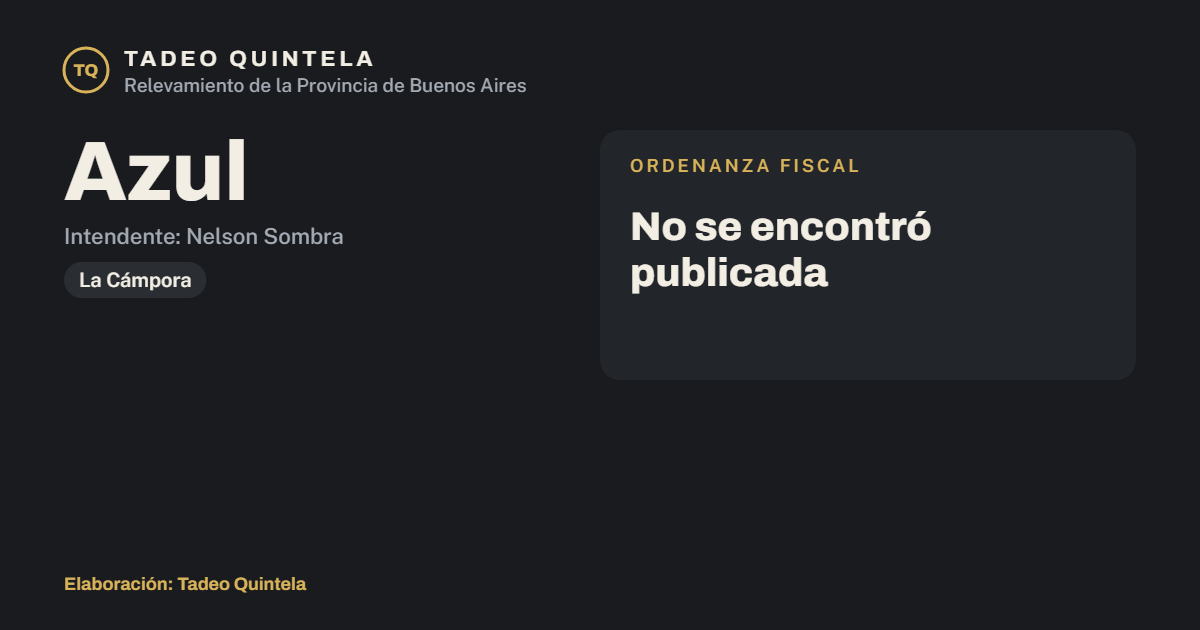 TQ
TADEO QUINTELA
Relevamiento de la Provincia de Buenos Aires
Azul
Intendente: Nelson Sombra
La Cámpora
ORDENANZA FISCAL
No se encontró
publicada
Elaboración: Tadeo Quintela